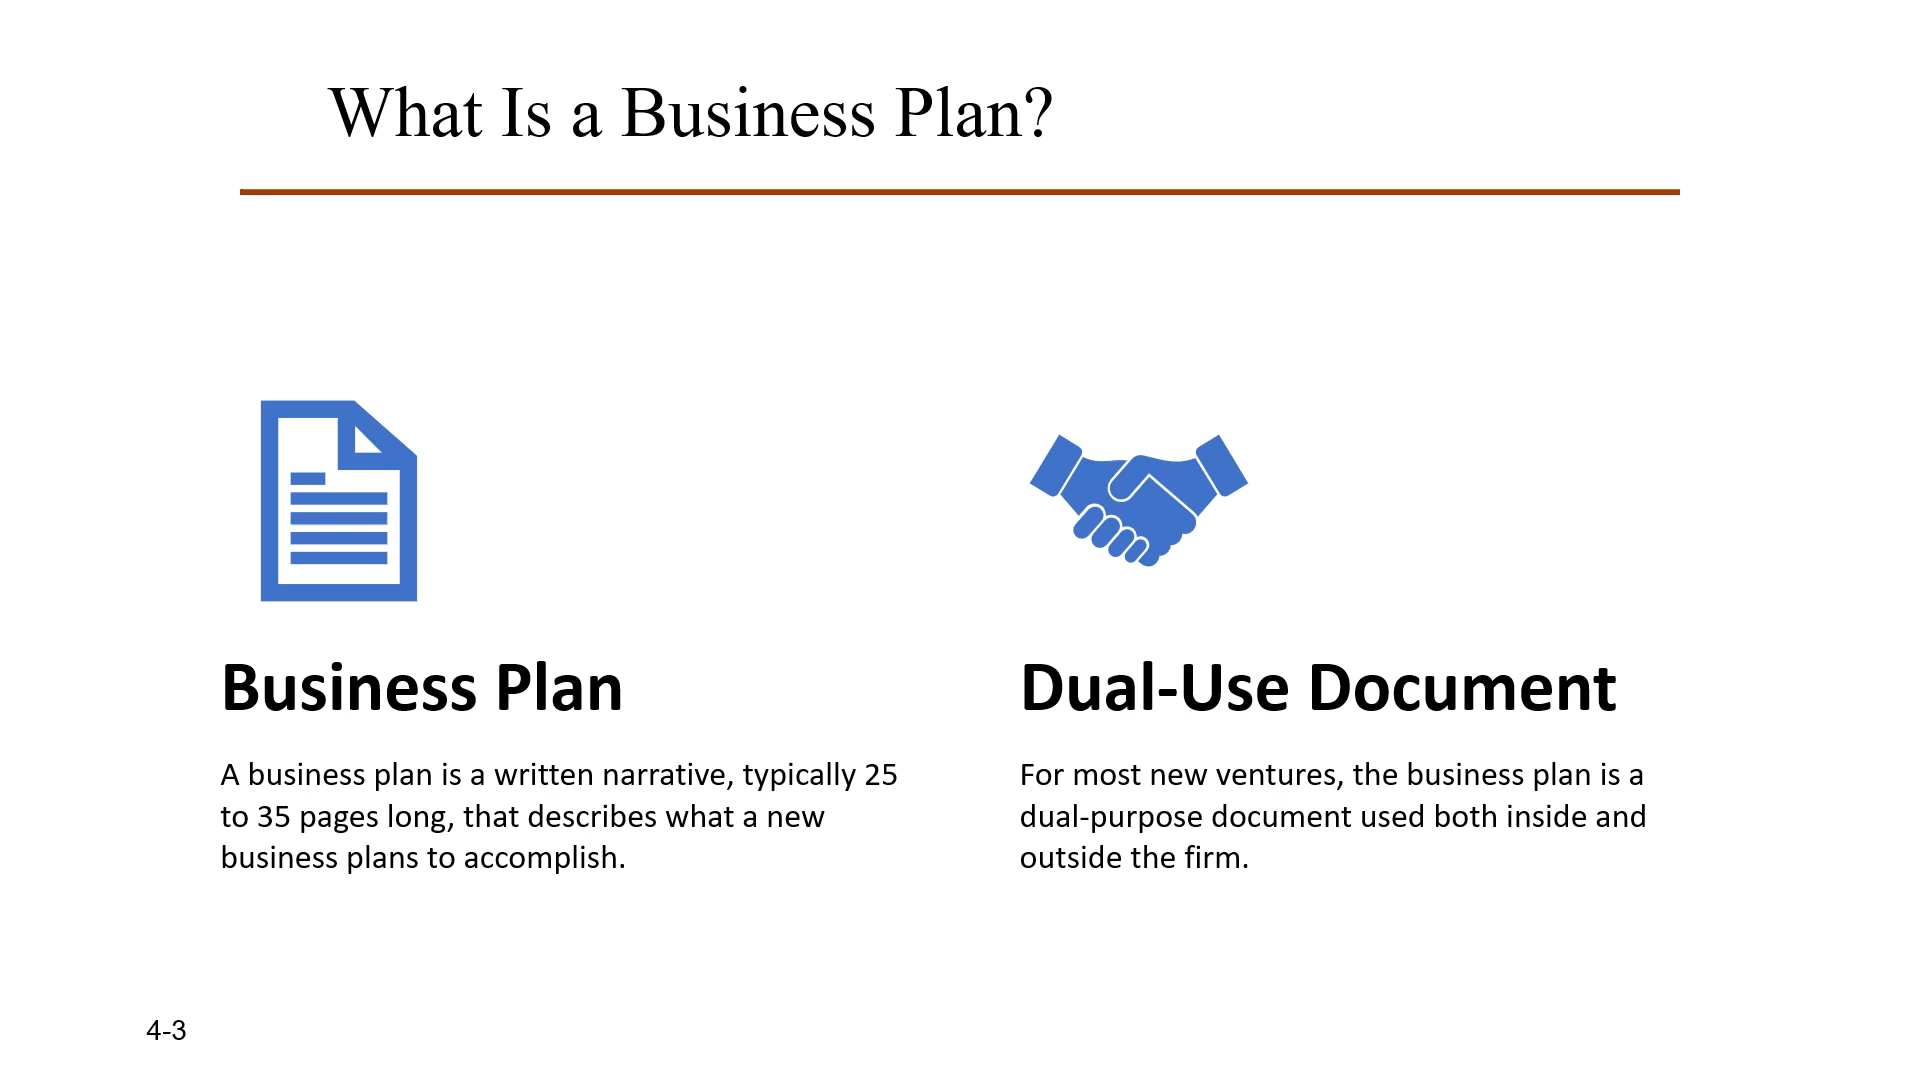 What Is a Business Plan?
Business Plan
A business plan is a written narrative, typically 25
to 35 pages long, that describes what a new
business plans to accomplish.
Dual-Use Document
For most new ventures, the business plan is a
dual-purpose document used both inside and
outside the firm.
4-3